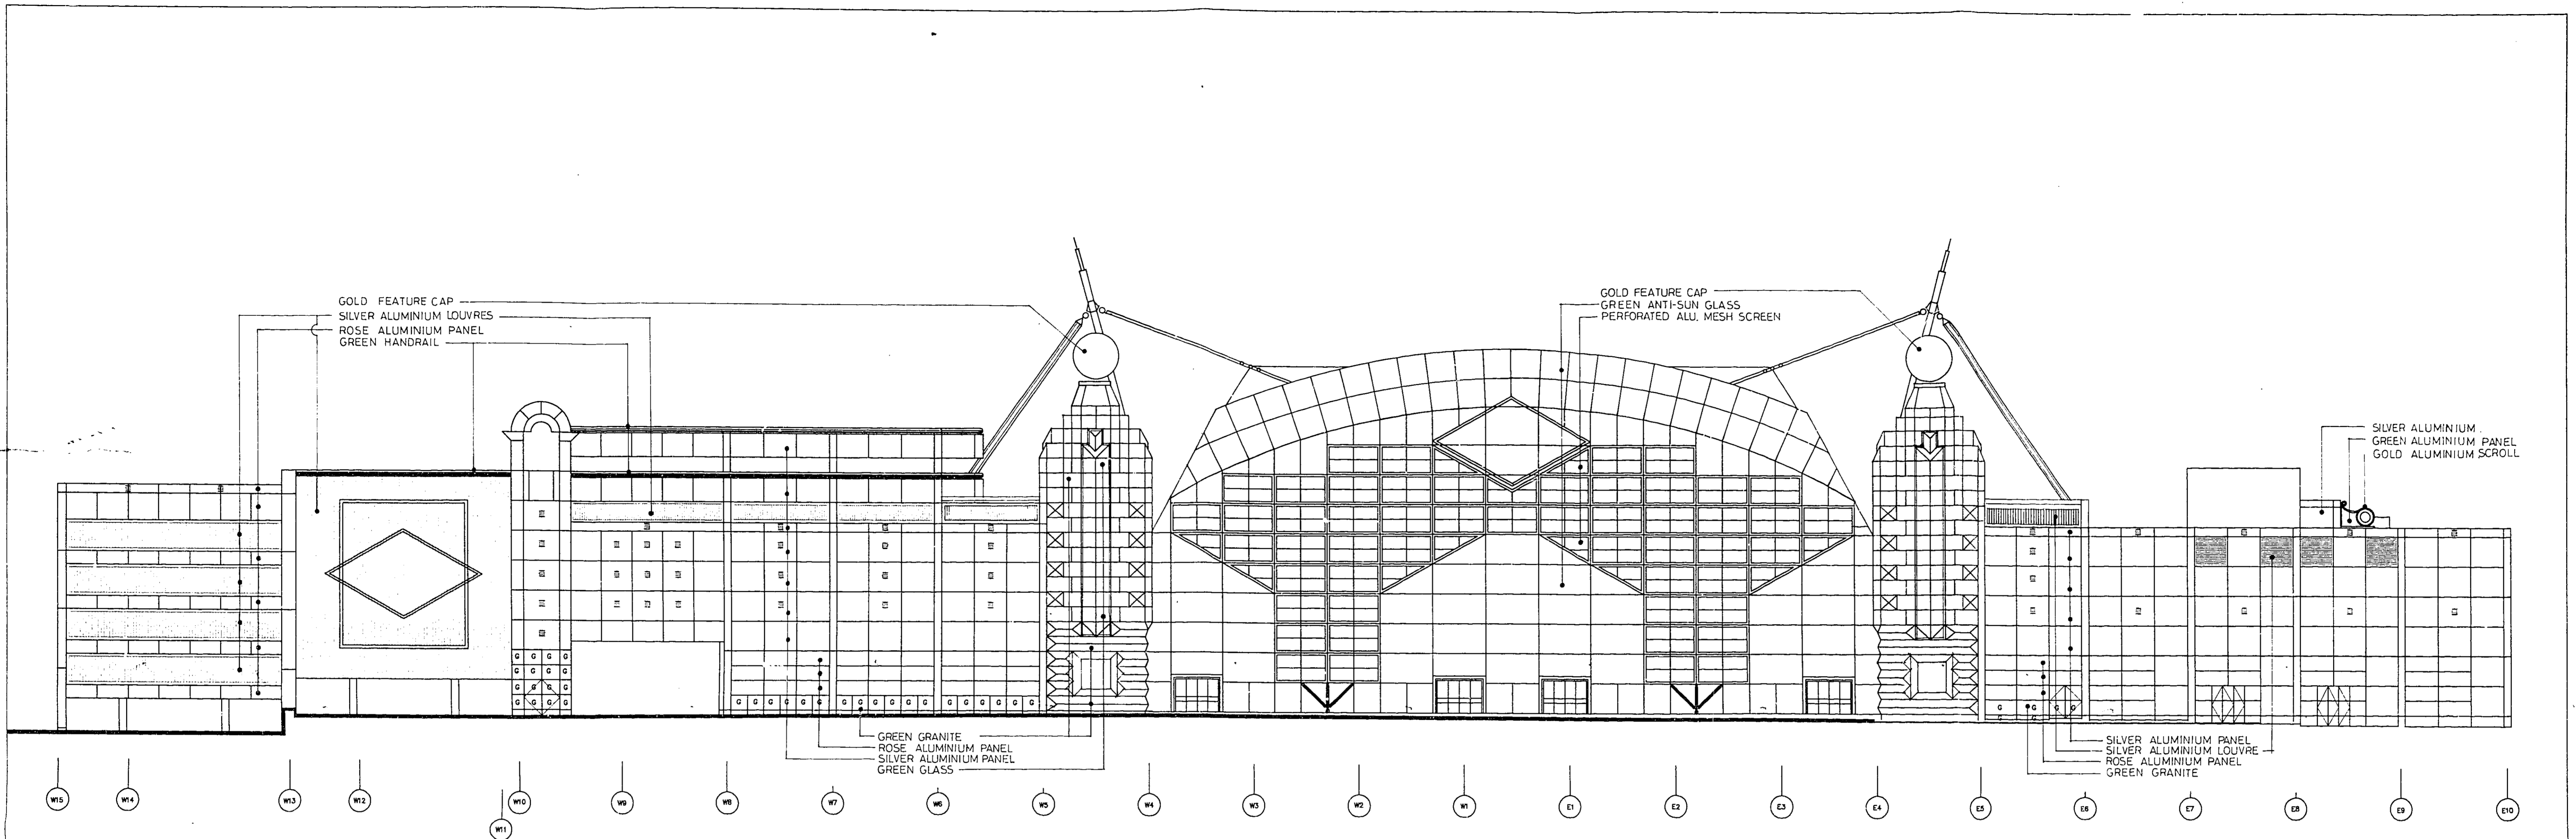 GOLD FEATURE CAP
SILVER ALUMINIUM LOUVRES
ROSE ALUMINIUM PANEL
GREEN HANDRAIL
GOLD FEATURE CAP
GREEN ANTI-SUN GLASS
PERFORATED ALU. MESH SCREEN
SILVER ALUMINIUM.
GREEN ALUMINIUM PANEL
GOLD ALUMINIUM SCROLL
G G G G
G G G G
G G G G
G G G G
G G G G G G G G G G G G G G G G G G
G G G G
G G
GREEN GRANITE
ROSE ALUMINIUM PANEL
SILVER ALUMINIUM PANEL
GREEN GLASS
SILVER ALUMINIUM PANEL
SILVER ALUMINIUM LOUVRE
ROSE ALUMINIUM PANEL
GREEN GRANITE
W15 W14 W13 W12 W10 W9 W8 W7 W6 W5 W4 W3 W2 W1 E1 E2 E3 E4 E5 E6 E7 E8 E9 E10
W11